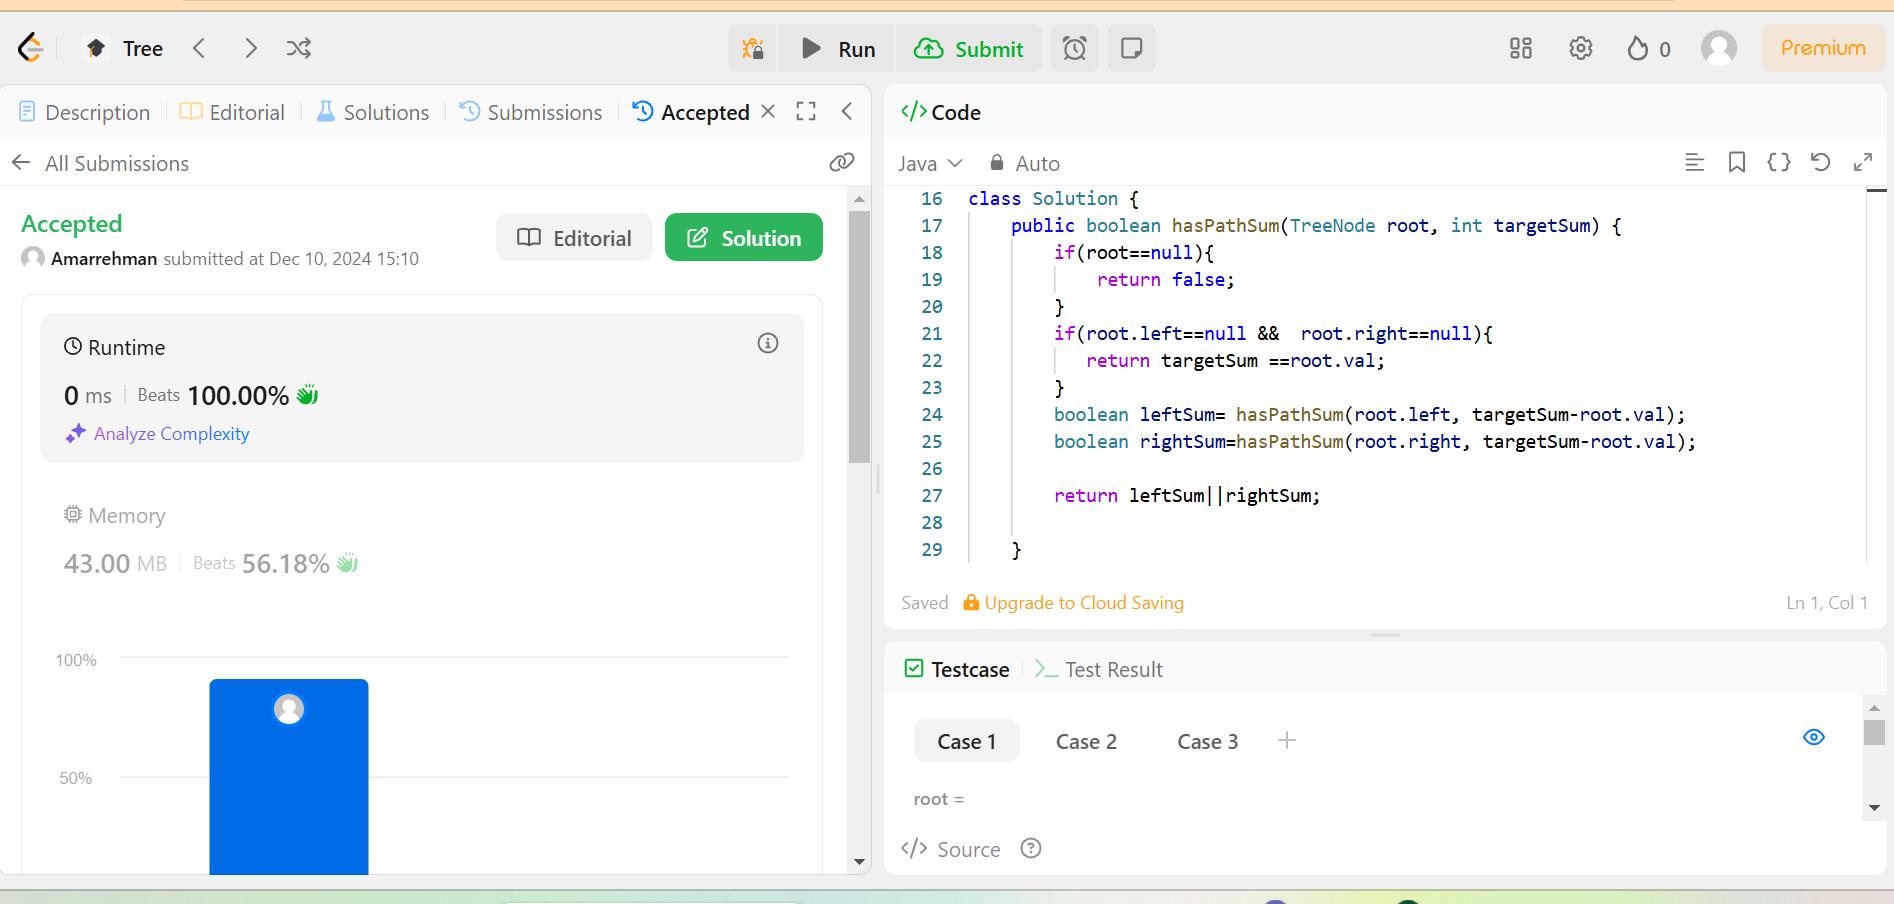 Tree
Run
Submit
0
Premium
Description
Editorial
Solutions
Submissions
Accepted
All Submissions
Accepted
Editorial
Solution
Amarrehman submitted at Dec 10, 2024 15:10
Runtime
0 ms
Beats 100.00%
Analyze Complexity
Memory
43.00 MB
Beats 56.18%
100%
50%
</> Code
Java
Auto
16 class Solution {
17     public boolean hasPathSum(TreeNode root, int targetSum) {
18         if(root==null){
19             return false;
20         }
21         if(root.left==null &&  root.right==null){
22            return targetSum ==root.val;
23         }
24         boolean leftSum= hasPathSum(root.left, targetSum-root.val);
25         boolean rightSum=hasPathSum(root.right, targetSum-root.val);
26
27         return leftSum||rightSum;
28
29     }
Saved
Upgrade to Cloud Saving
Ln 1, Col 1
Testcase
Test Result
Case 1
Case 2
Case 3
root =
</> Source